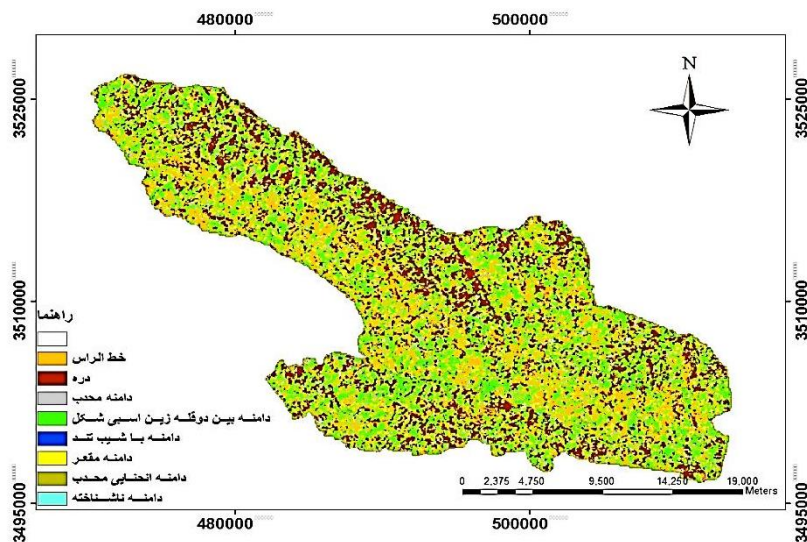 480000 500000
N
3525000 3525000
3510000 3510000
3495000 3495000
راهنما
خط الراس
دره
دامنه محدب
دامنه بین دوقله زین اسبی شکل
دامنه با شیب تند
دامنه مقعر
دامنه انحنایی محدب
دامنه ناشناخته
0 2,375 4,750 9,500 14,250 19,000
Meters
480000 500000